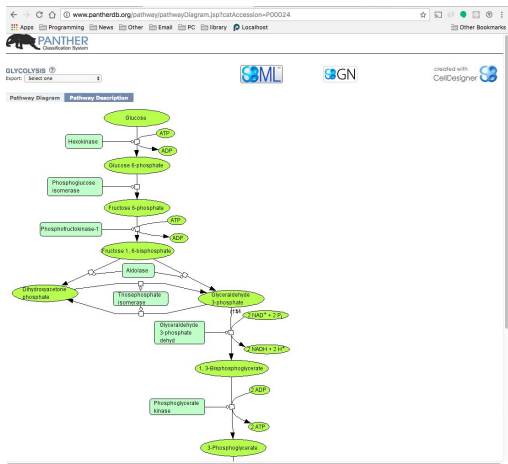 www.pantherdb.org/pathway/pathwayDiagram.jsp?catAccession=P00024
Apps Programming News Other Email PC library Localhost Other Bookmarks
PANTHER
Classification System
GLYCOLYSIS
Export: Select one
SBML
SBGN
created with
CellDesigner
Pathway Diagram Pathway Description
Glucose
ATP
Hexokinase
ADP
Glucose 6-phosphate
Phosphoglucose
isomerase
Fructose 6-phosphate
ATP
Phosphofructokinase-1
ADP
Fructose 1, 6-bisphosphate
Aldolase
Dihydroxyacetone
phosphate
Triosephosphate
isomerase
Glyceraldehyde
3-phosphate
2 NAD+ + 2 Pi
Glyceraldehyde
3-phosphate
dehyd
2 NADH + 2 H+
1, 3-Bisphosphoglycerate
2 ADP
Phosphoglycerate
kinase
2 ATP
3-Phosphoglycerate